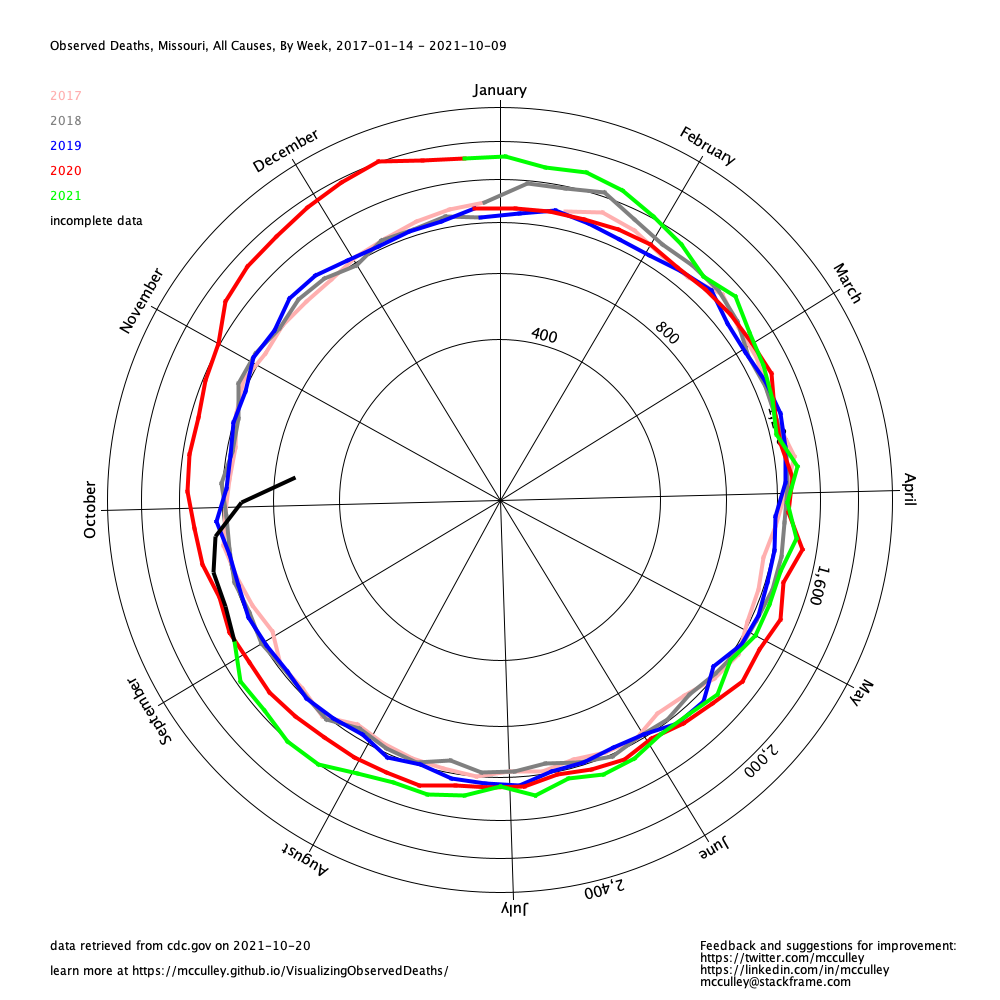 Observed Deaths, Missouri, All Causes, By Week, 2017-01-14 - 2021-10-09
2017
2018
2019
2020
2021
incomplete data
January
February
March
April
May
June
July
August
September
October
November
December
400
800
1,600
2,000
2,400
data retrieved from cdc.gov on 2021-10-20
learn more at https://mcculley.github.io/VisualizingObservedDeaths/
Feedback and suggestions for improvement:
https://twitter.com/mcculley
https://linkedin.com/in/mcculley
mcculley@stackframe.com